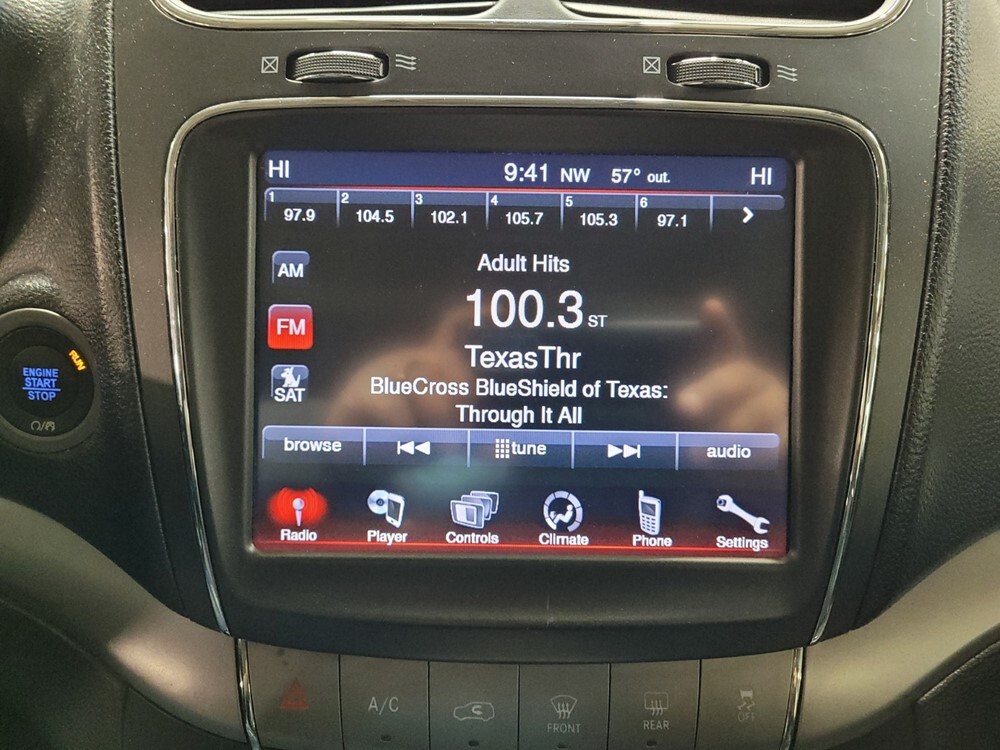 HI 9:41 NW 57° out. HI
1 2 3 4 5 6
97.9 104.5 102.1 105.7 105.3 97.1
Adult Hits
AM
100.3 ST
FM
TexasThr
SAT
BlueCross BlueShield of Texas:
Through It All
RUN
ENGINE
START
STOP
browse tune audio
Radio Player Controls Climate Phone Settings
A/C
FRONT
REAR
OFF